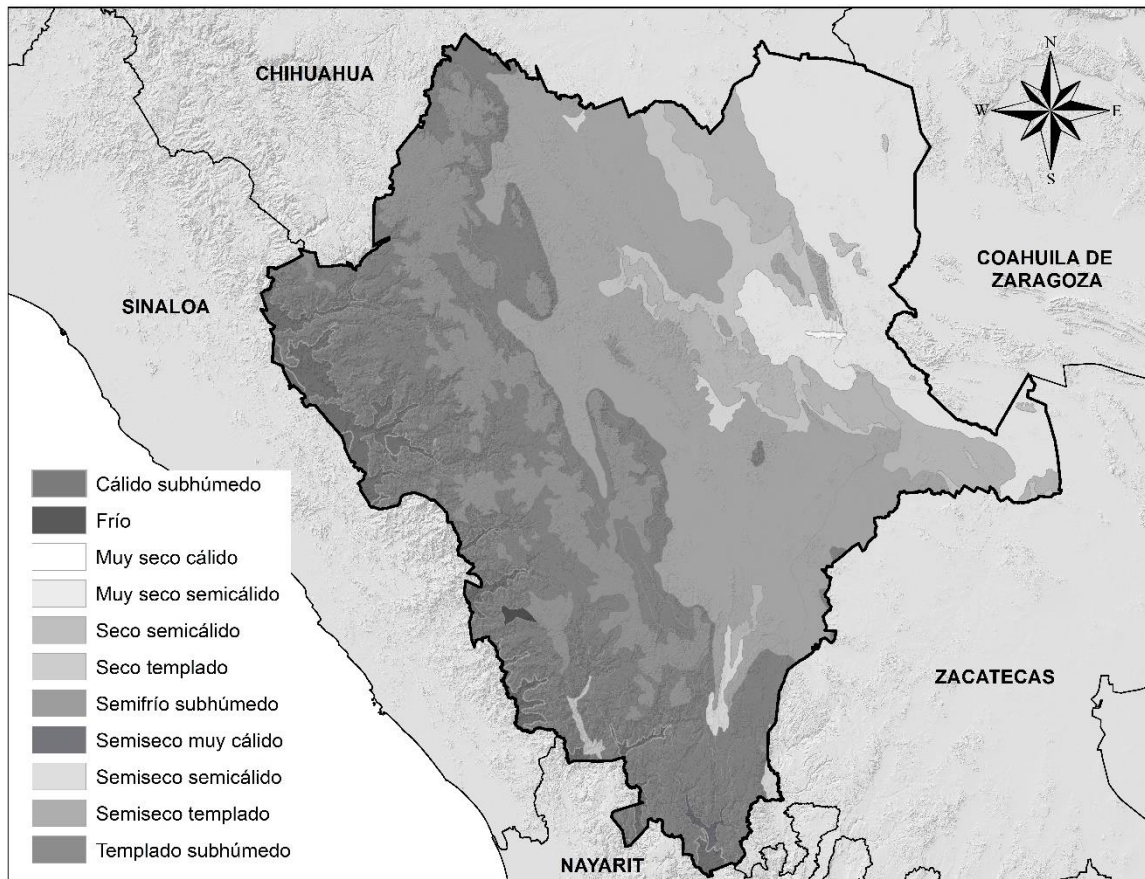 CHIHUAHUA
N
W
E
S
COAHUILA DE
ZARAGOZA
SINALOA
Cálido subhúmedo
Frío
Muy seco cálido
Muy seco semicálido
Seco semicálido
Seco templado
Semifrío subhúmedo
Semiseco muy cálido
Semiseco semicálido
Semiseco templado
Templado subhúmedo
ZACATECAS
NAYARIT